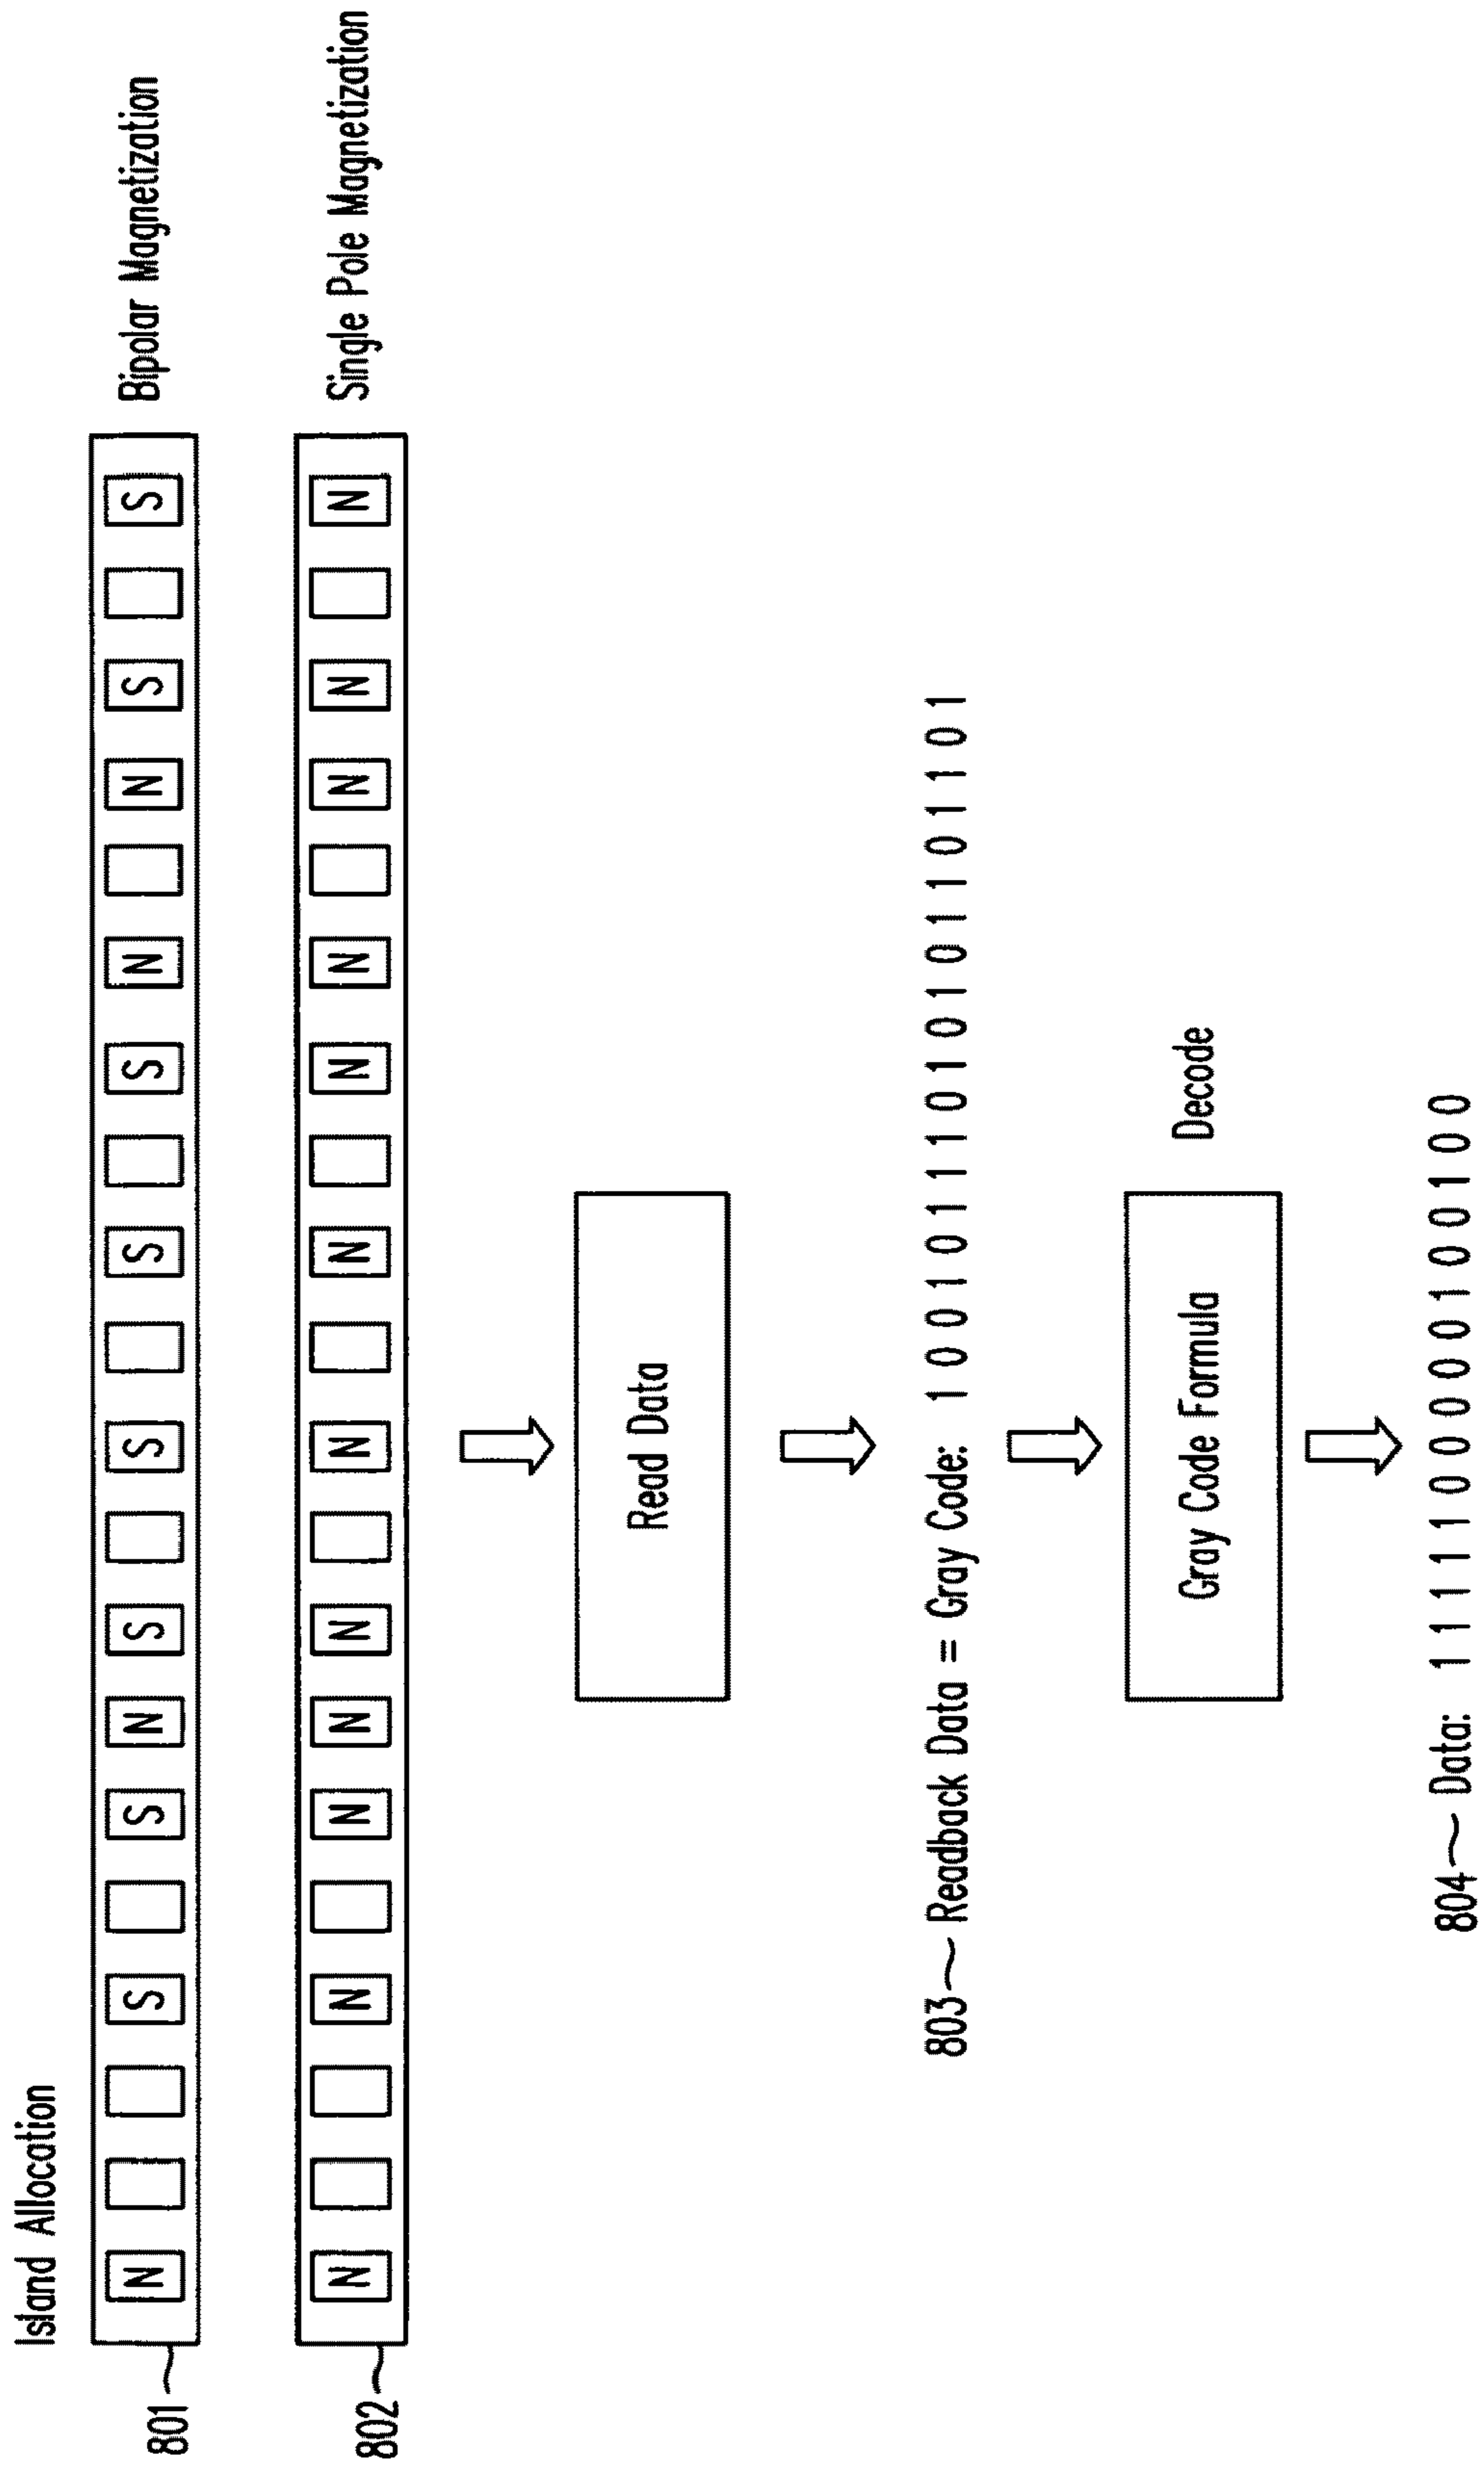 Island Allocation
801 N S S N S S S S N N S S Bipolar Magnetization
802 N N N N N N N N N N N N Single Pole Magnetization
Read Data
803 Readback Data = Gray Code: 1 0 0 1 0 1 1 1 0 1 0 1 0 1 1 0 1 1 0 1
Gray Code Formula Decode
804 Data: 1 1 1 1 1 0 0 0 0 0 1 0 0 1 0 0